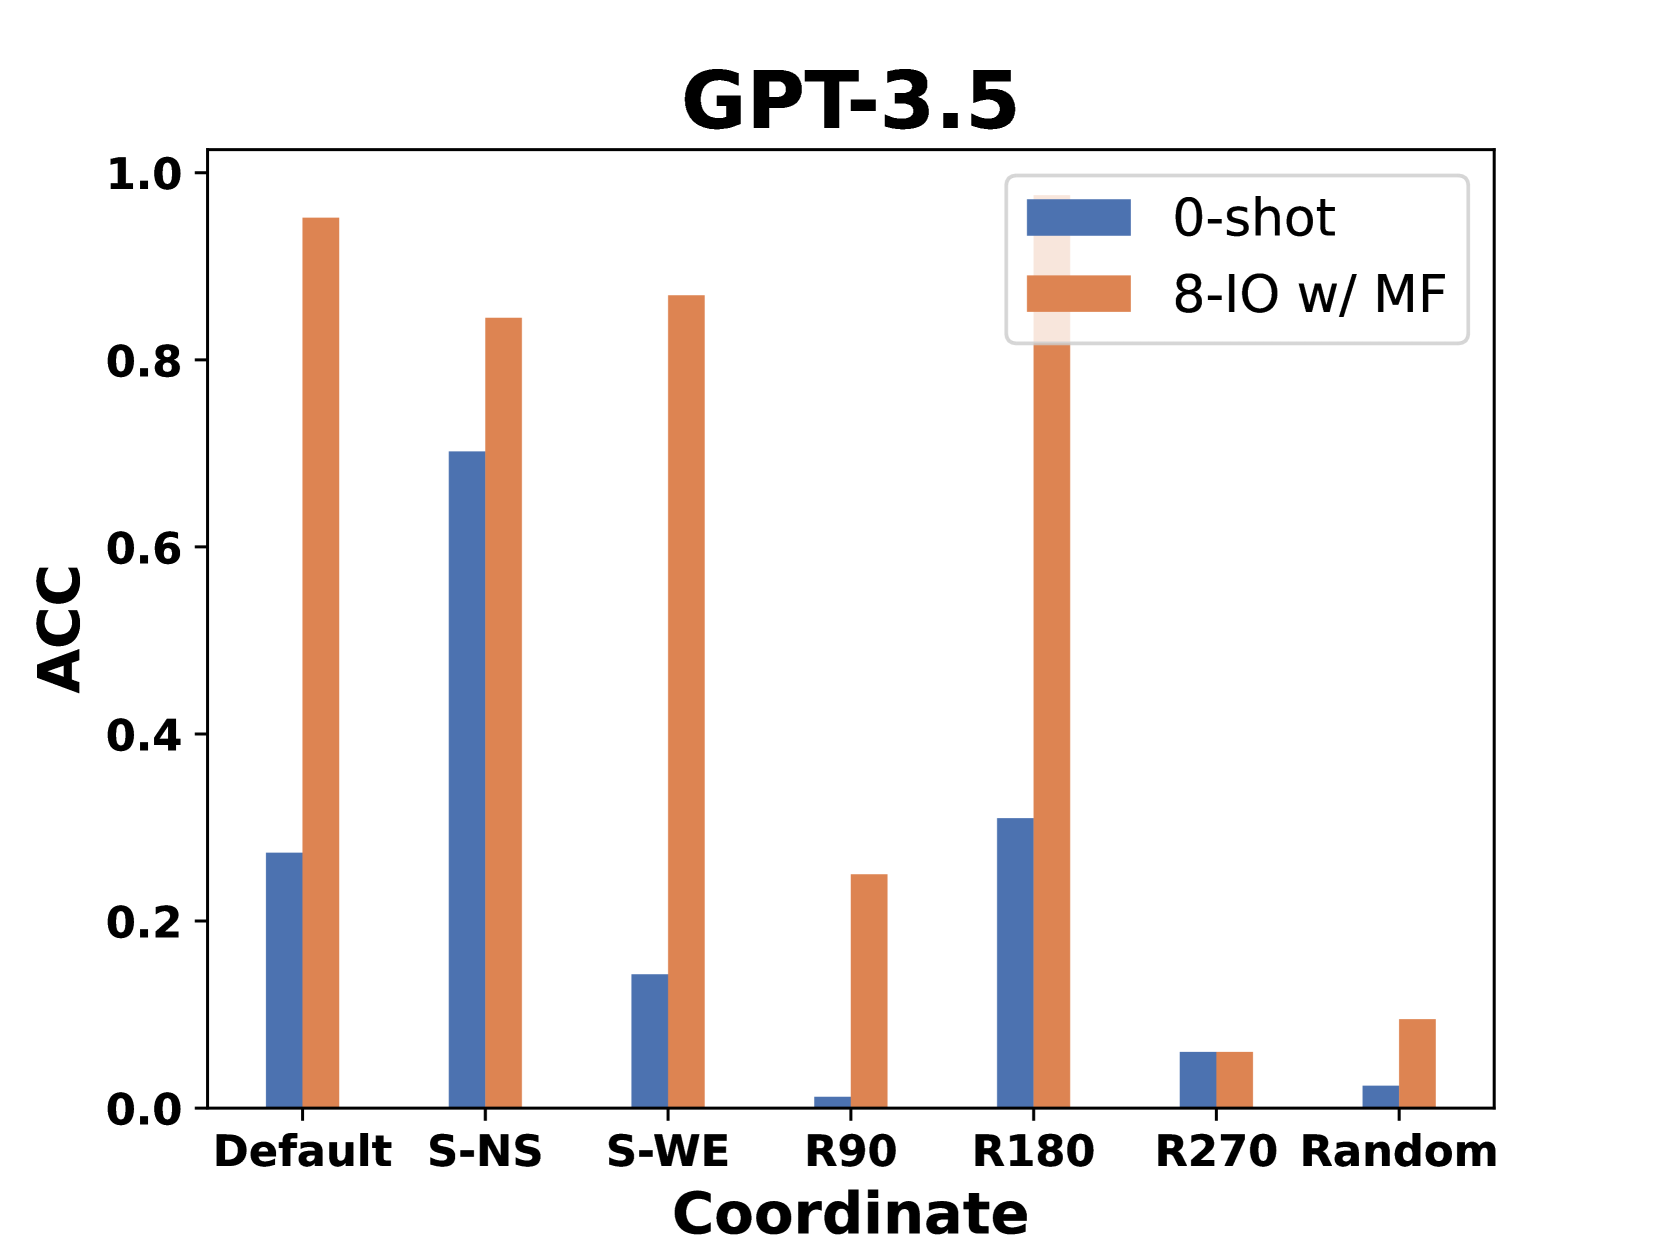 GPT-3.5
1.0
0.8
0.6
0.4
0.2
0.0
ACC
0-shot
8-IO w/ MF
Default S-NS S-WE R90 R180 R270 Random
Coordinate